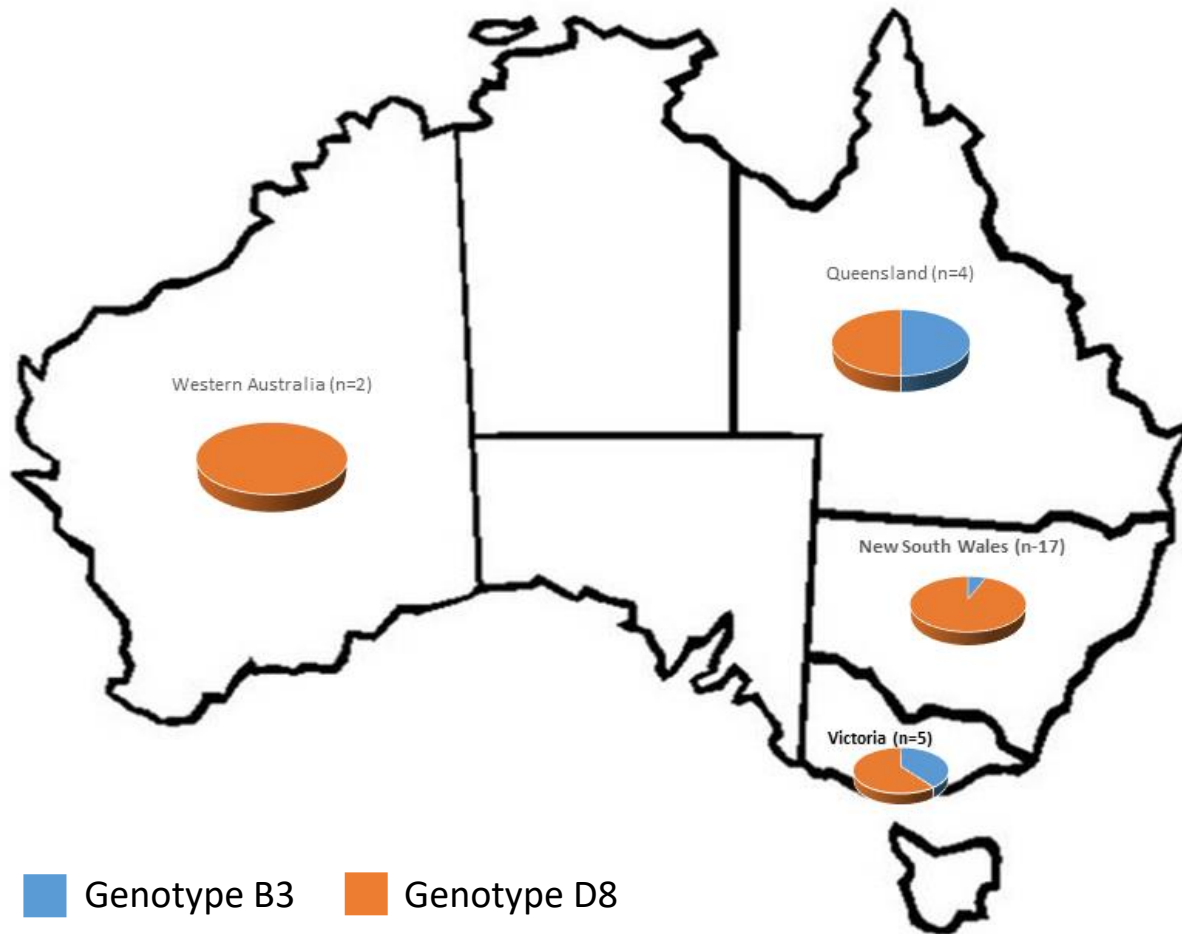 Queensland (n=4)
Western Australia (n=2)
New South Wales (n-17)
Victoria (n=5)
Genotype B3
Genotype D8